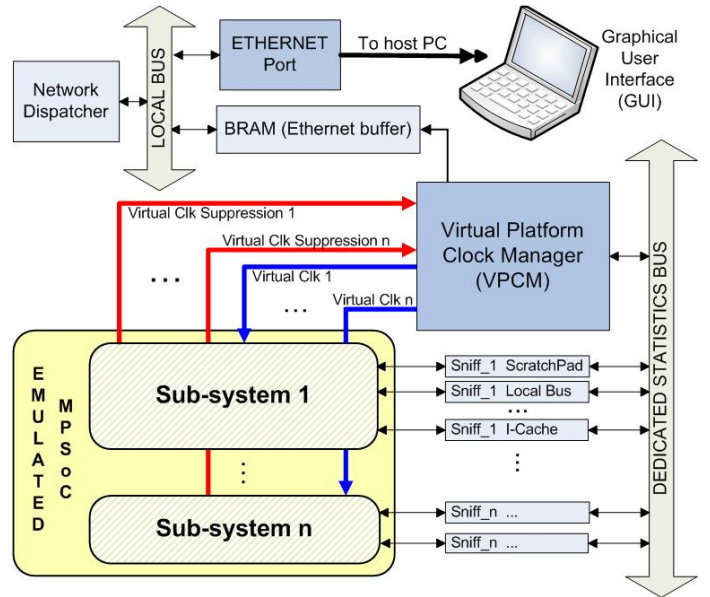 ETHERNET
Port
To host PC
Graphical
User
Interface
(GUI)
Network
Dispatcher
LOCAL BUS
BRAM (Ethernet buffer)
Virtual Clk Suppression 1
Virtual Clk Suppression n
...
Virtual Clk 1
...
Virtual Clk n
Virtual Platform
Clock Manager
(VPCM)
DEDICATED STATISTICS BUS
EMULATED
MPSoC
Sub-system 1
...
Sub-system n
Sniff_1 ScratchPad
Sniff_1 Local Bus
...
Sniff_1 I-Cache
...
Sniff_n ...
Sniff_n ...